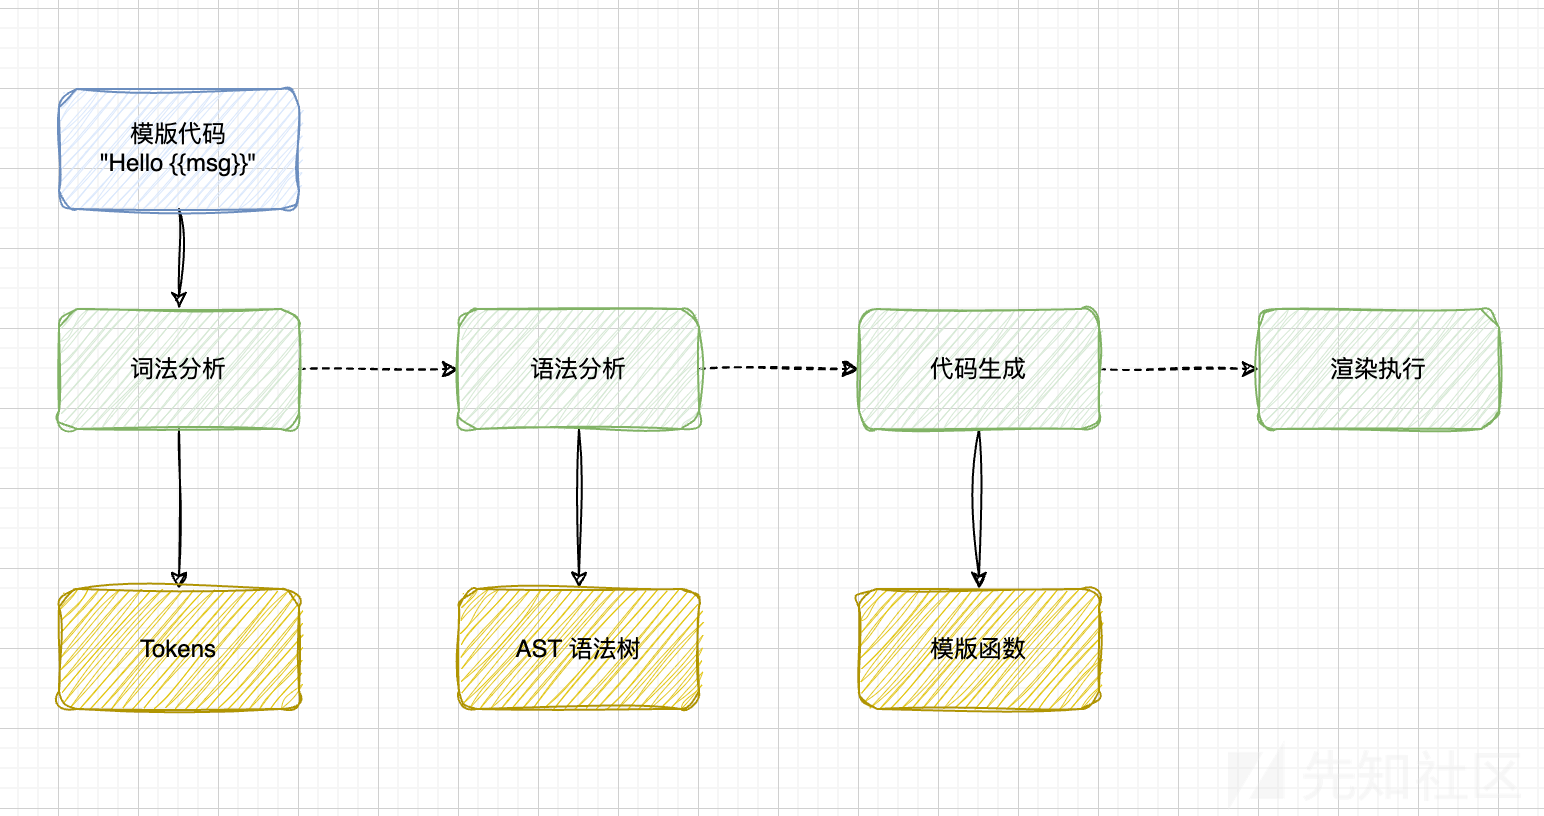 模版代码
"Hello {{msg}}"
词法分析
语法分析
代码生成
渲染执行
Tokens
AST 语法树
模版函数
先知社区